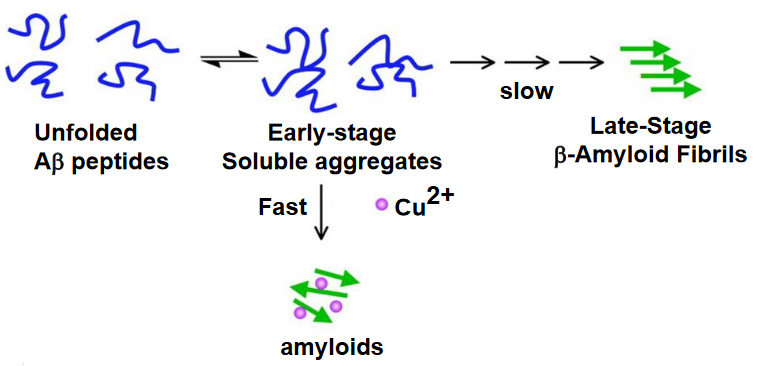 Unfolded
Aβ peptides
Early-stage
Soluble aggregates
slow
Late-Stage
β-Amyloid Fibrils
Fast
Cu2+
amyloids